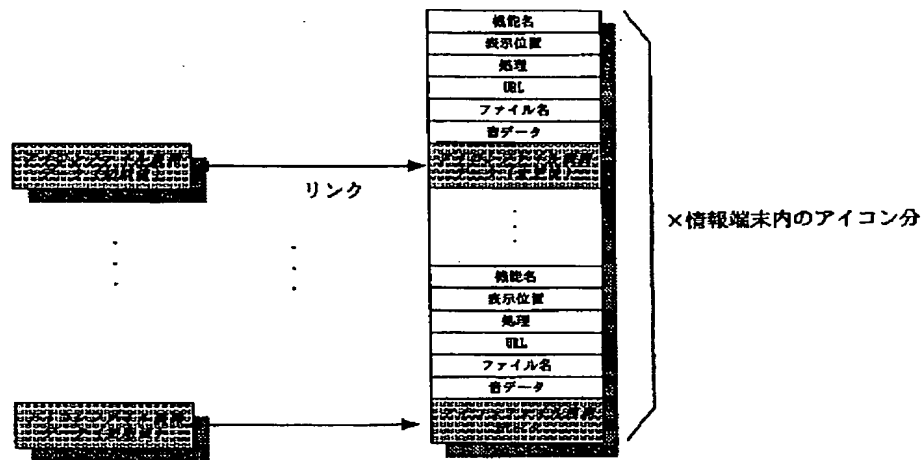 機能名
表示位置
処理
URL
ファイル名
音データ
リンク
×情報端末内のアイコン分
機能名
表示位置
処理
URL
ファイル名
音データ